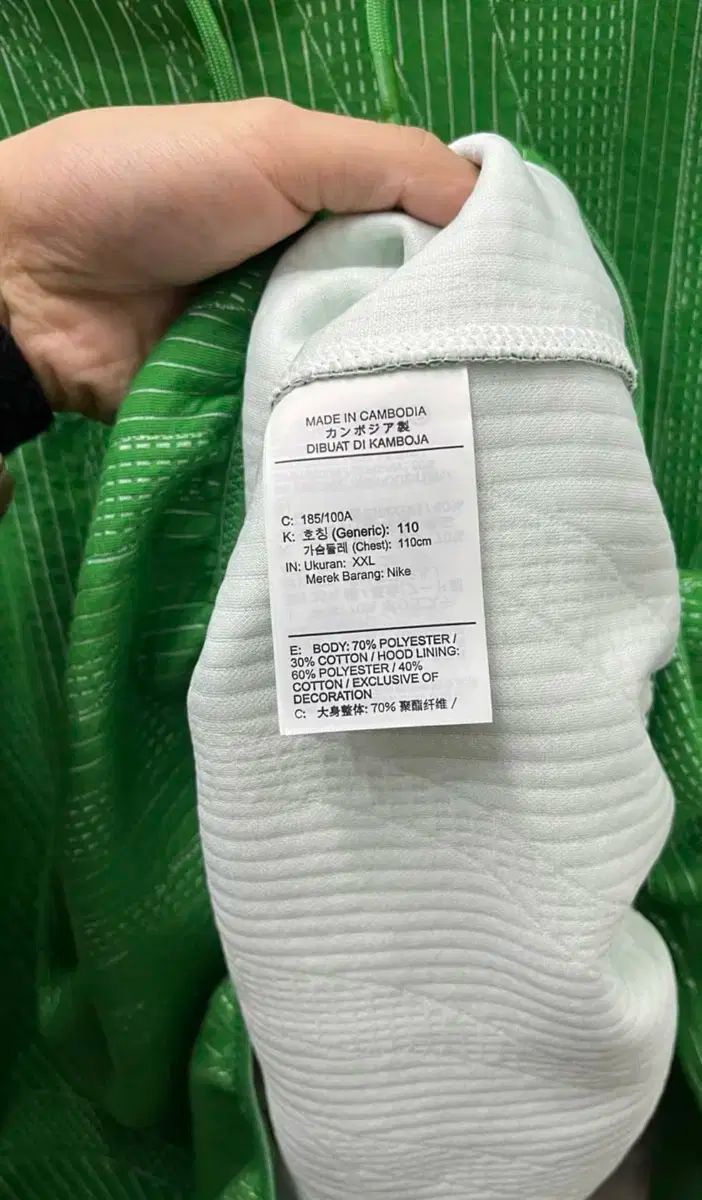 MADE IN CAMBODIA
カンボジア製
DIBUAT DI KAMBOJA
C: 185/100A
K: 호칭 (Generic): 110
가슴둘레 (Chest): 110cm
IN: Ukuran: XXL
Merek Barang: Nike
E: BODY: 70% POLYESTER /
30% COTTON / HOOD LINING:
60% POLYESTER / 40%
COTTON / EXCLUSIVE OF
DECORATION
C: 大身整体: 70% 聚酯纤维 /